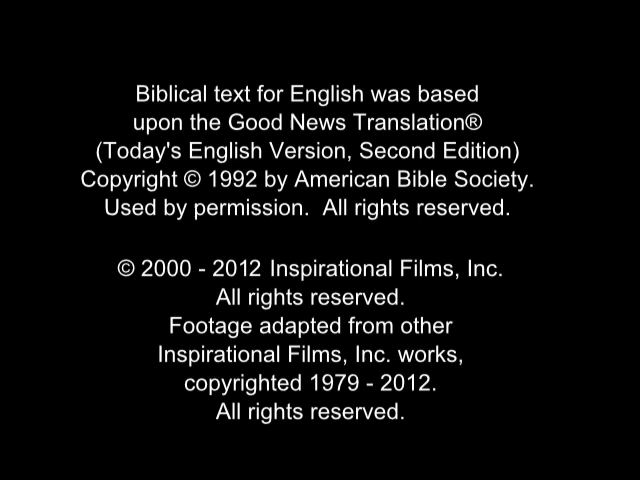 Biblical text for English was based
upon the Good News Translation®
(Today's English Version, Second Edition)
Copyright © 1992 by American Bible Society.
Used by permission.  All rights reserved.
© 2000 - 2012 Inspirational Films, Inc.
All rights reserved.
Footage adapted from other
Inspirational Films, Inc. works,
copyrighted 1979 - 2012.
All rights reserved.